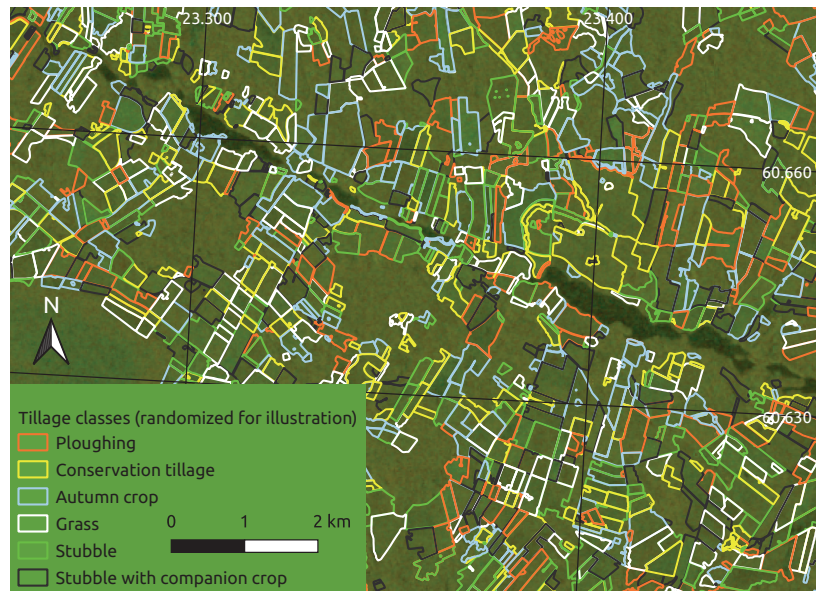 23.300
23.400
60.660
N
60.630
Tillage classes (randomized for illustration)
Ploughing
Conservation tillage
Autumn crop
Grass
0 1 2 km
Stubble
Stubble with companion crop